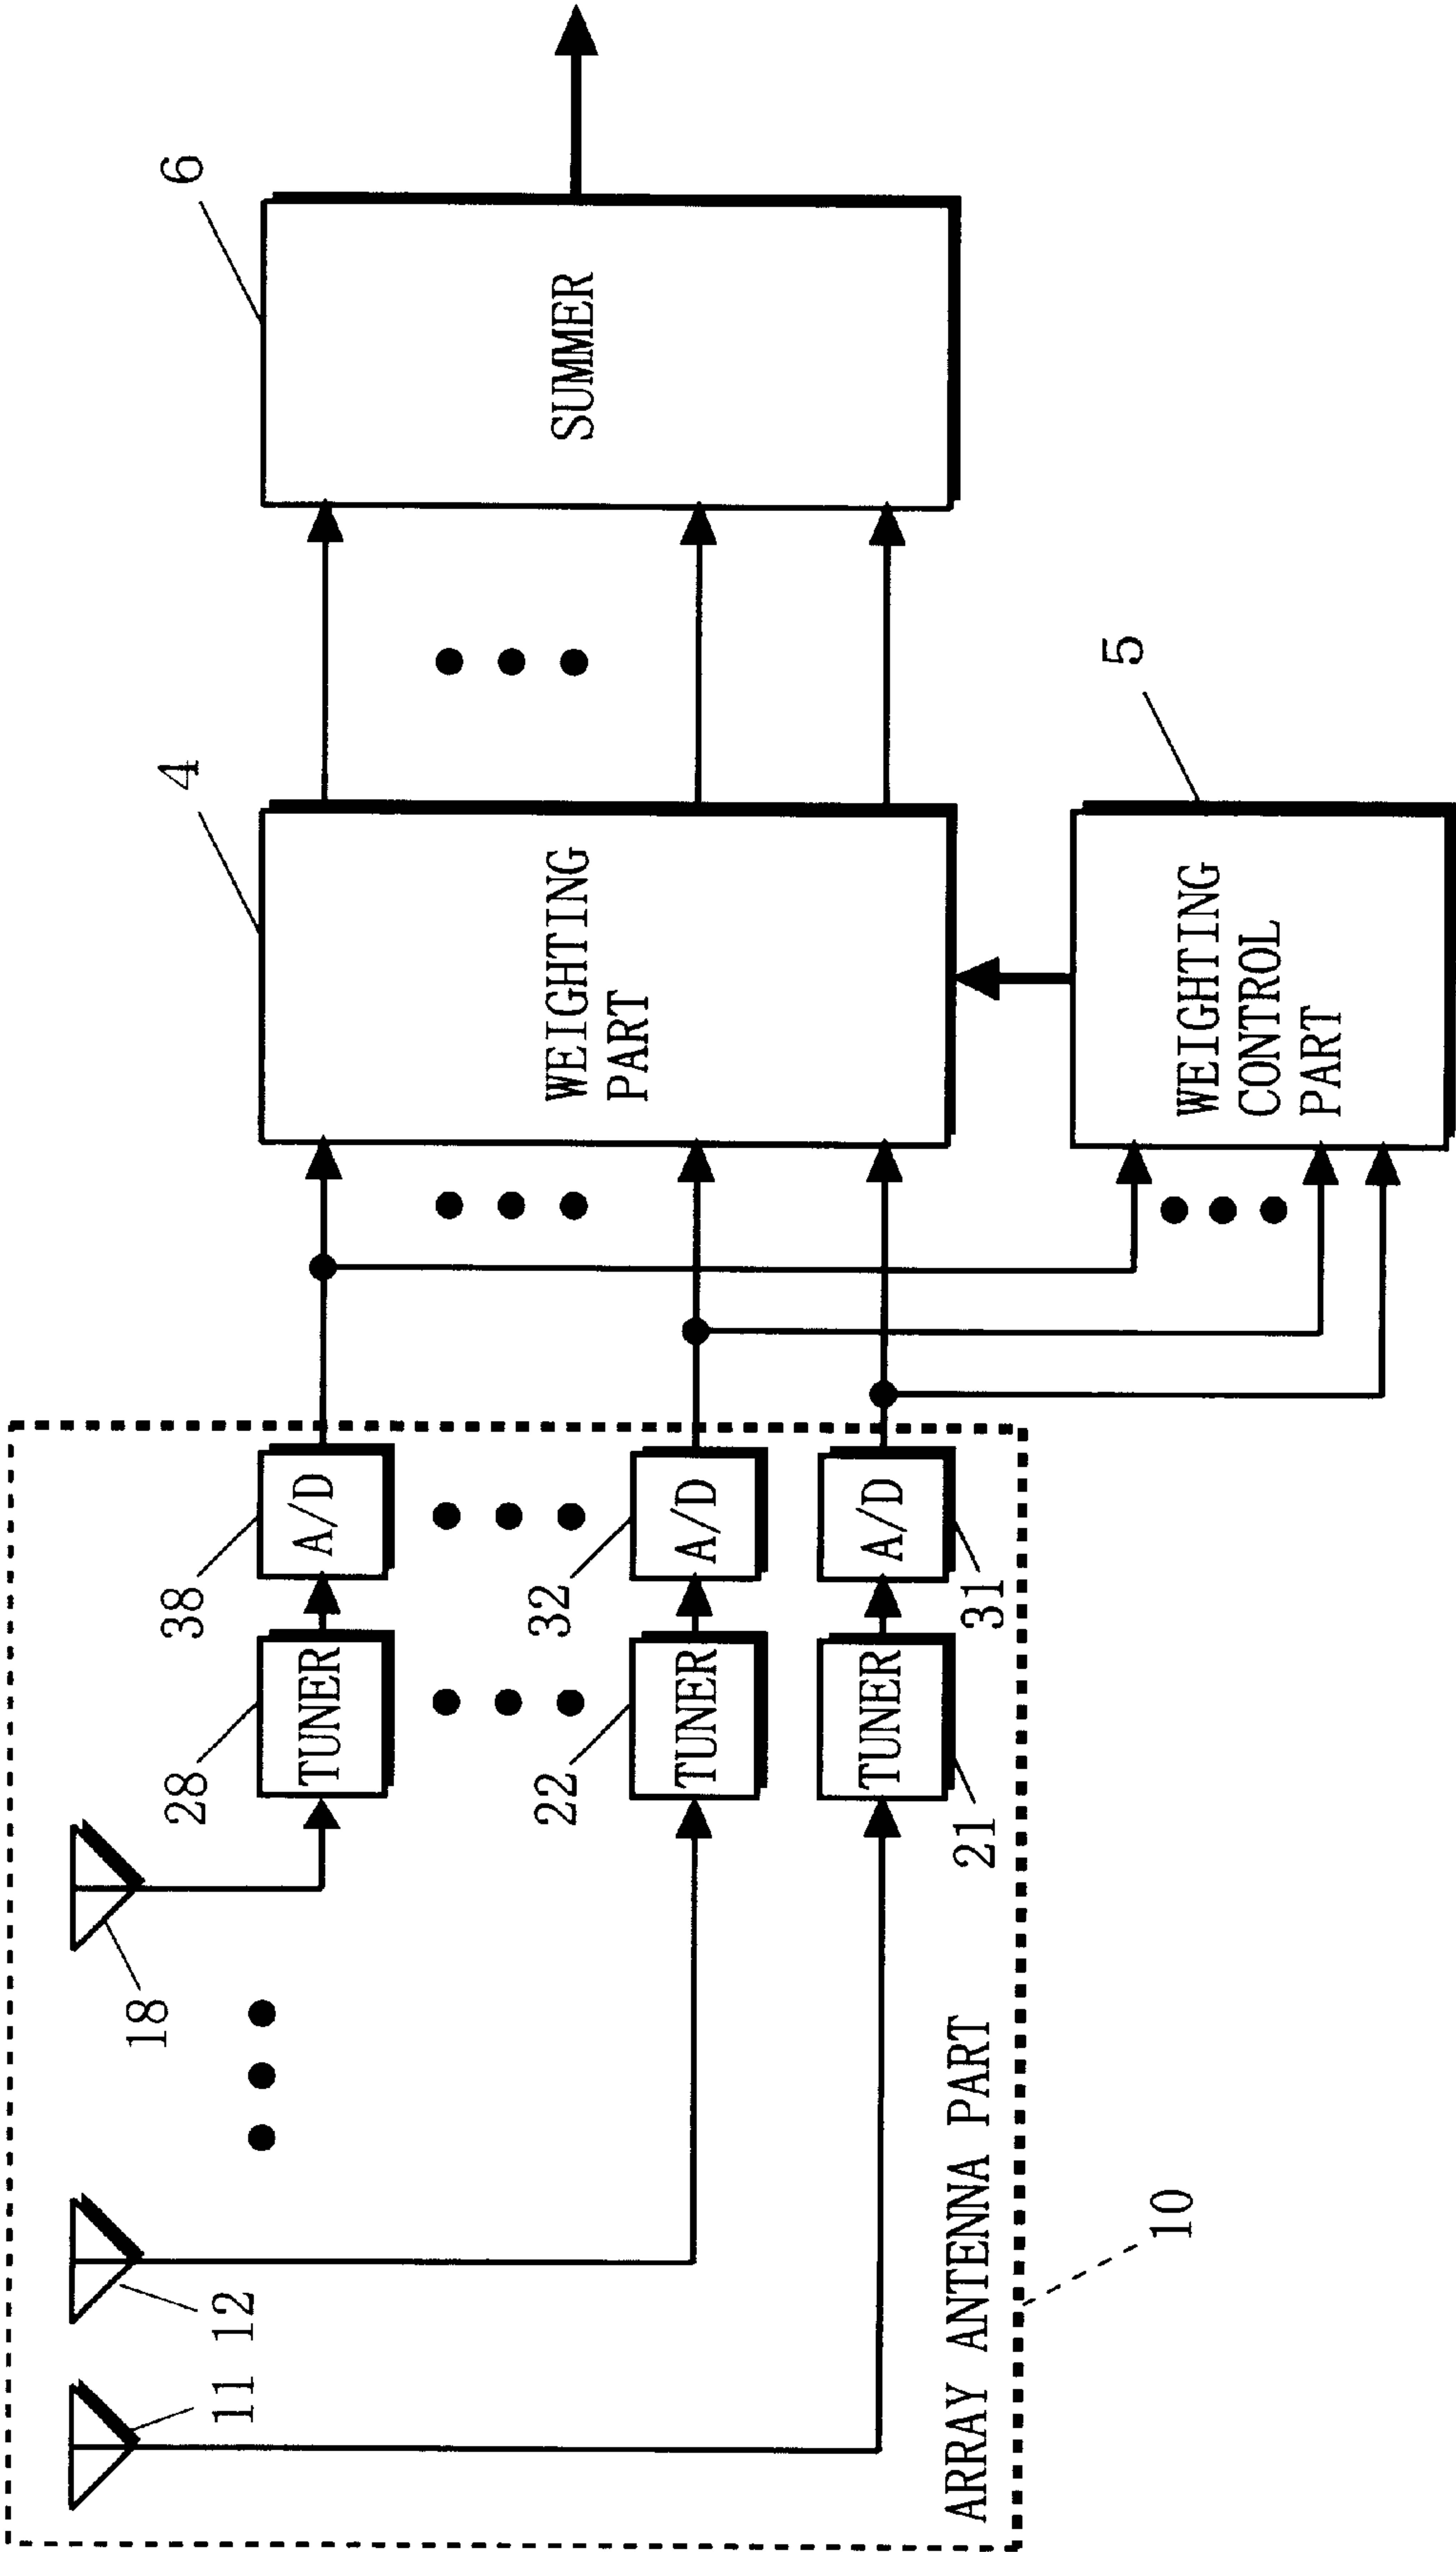 6
SUMMER
4
WEIGHTING
PART
5
WEIGHTING
CONTROL
PART
38
A/D
32
A/D
31
A/D
28
TUNER
22
TUNER
21
TUNER
18
12
11
ARRAY ANTENNA PART
10